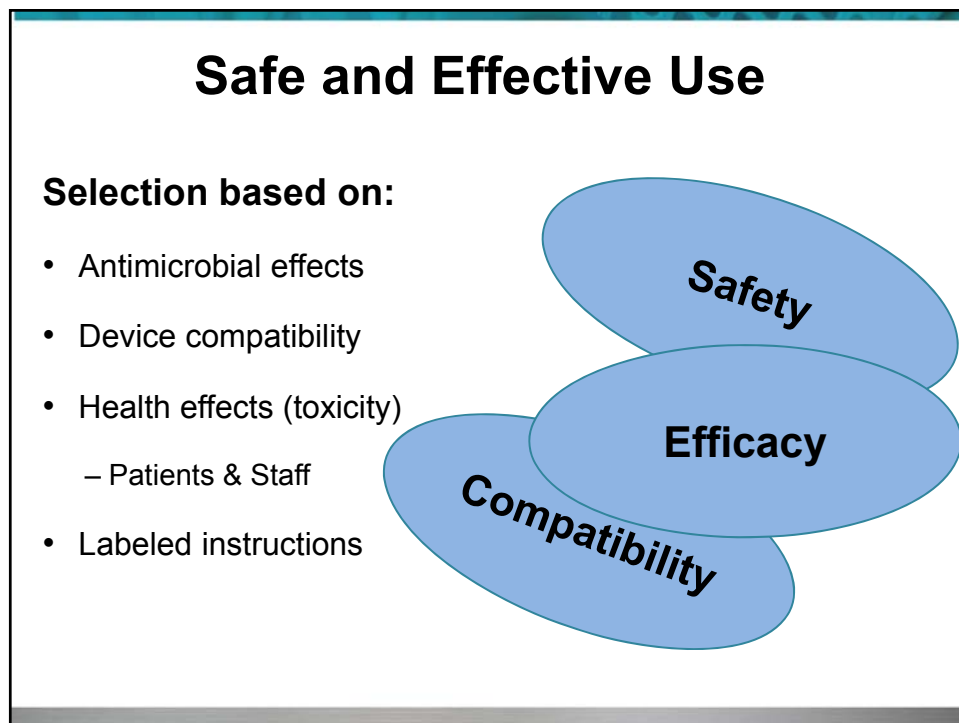 Safe and Effective Use
Selection based on:
• Antimicrobial effects
• Device compatibility
• Health effects (toxicity)
– Patients & Staff
• Labeled instructions
Safety
Efficacy
Compatibility